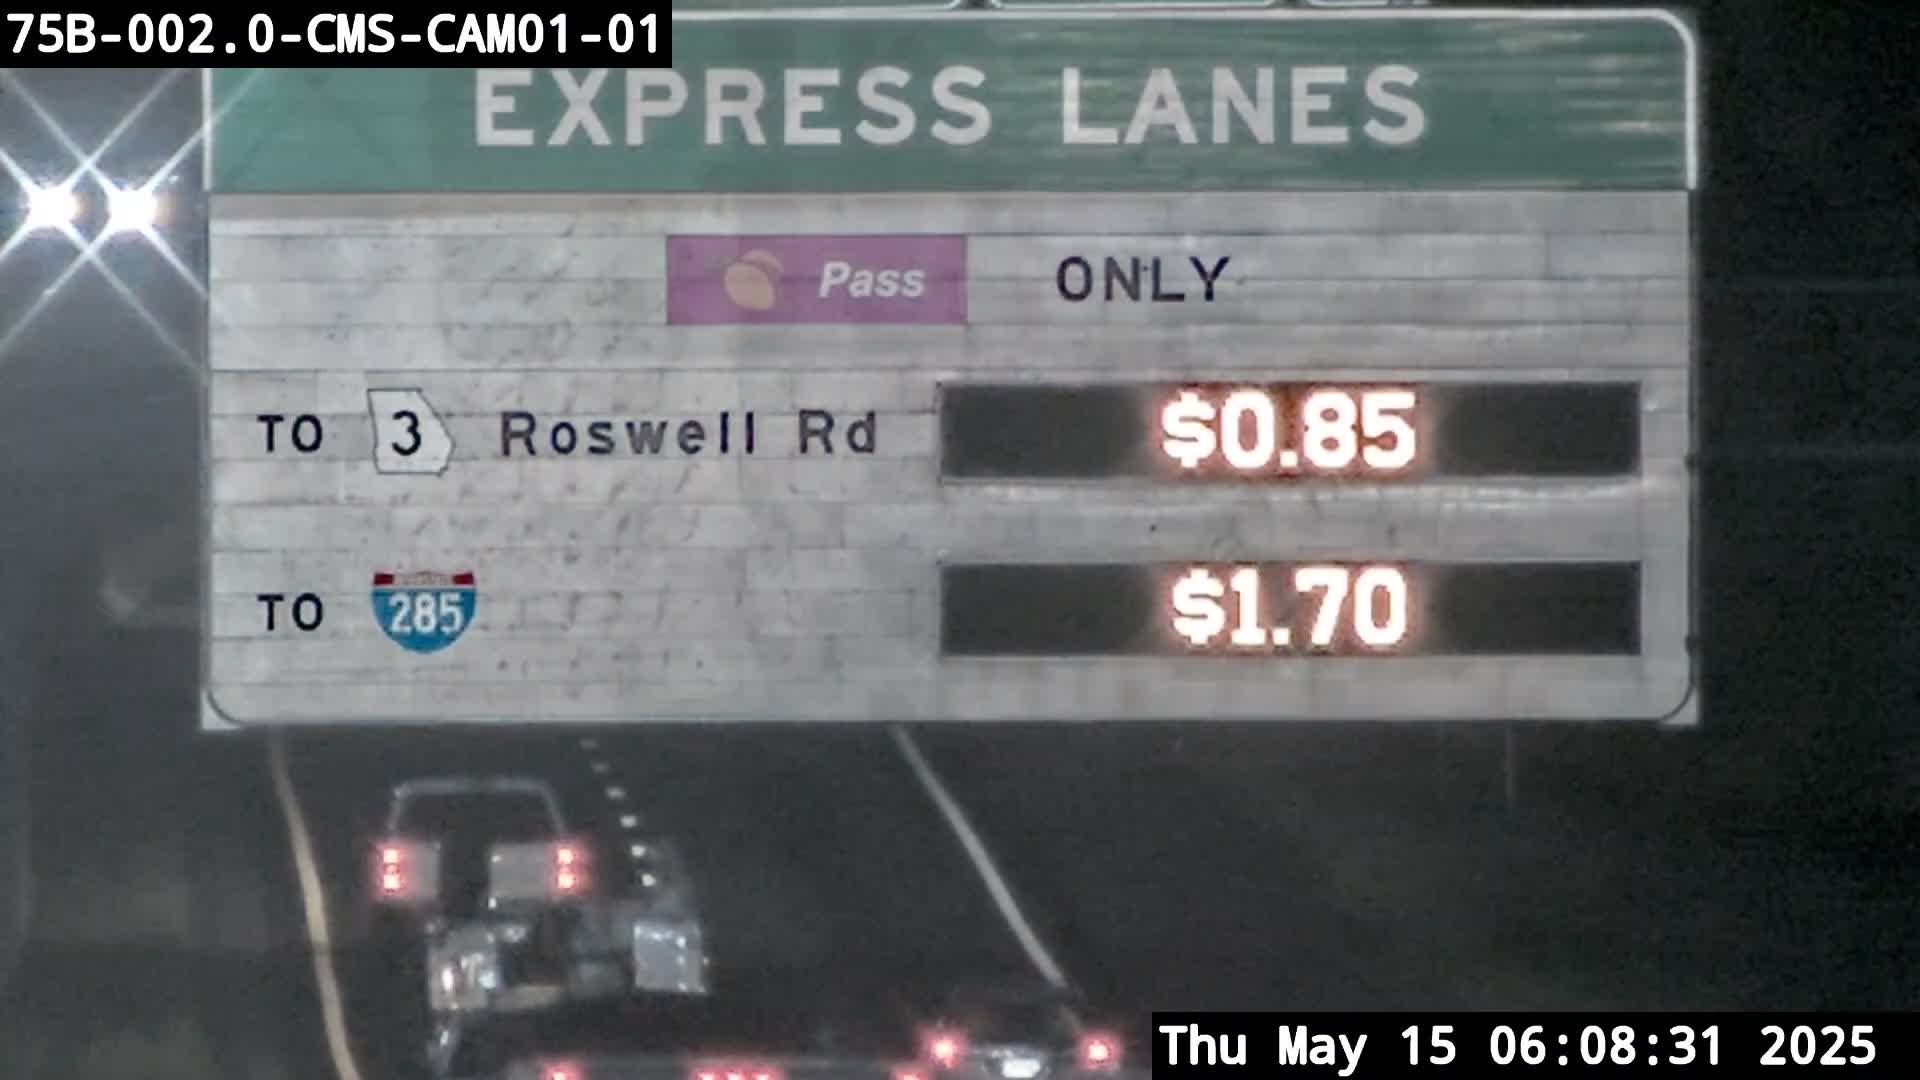 75B-002.0-CMS-CAM01-01
EXPRESS LANES
Pass ONLY
TO 3 Roswell Rd $0.85
TO 285 $1.70
Thu May 15 06:08:31 2025